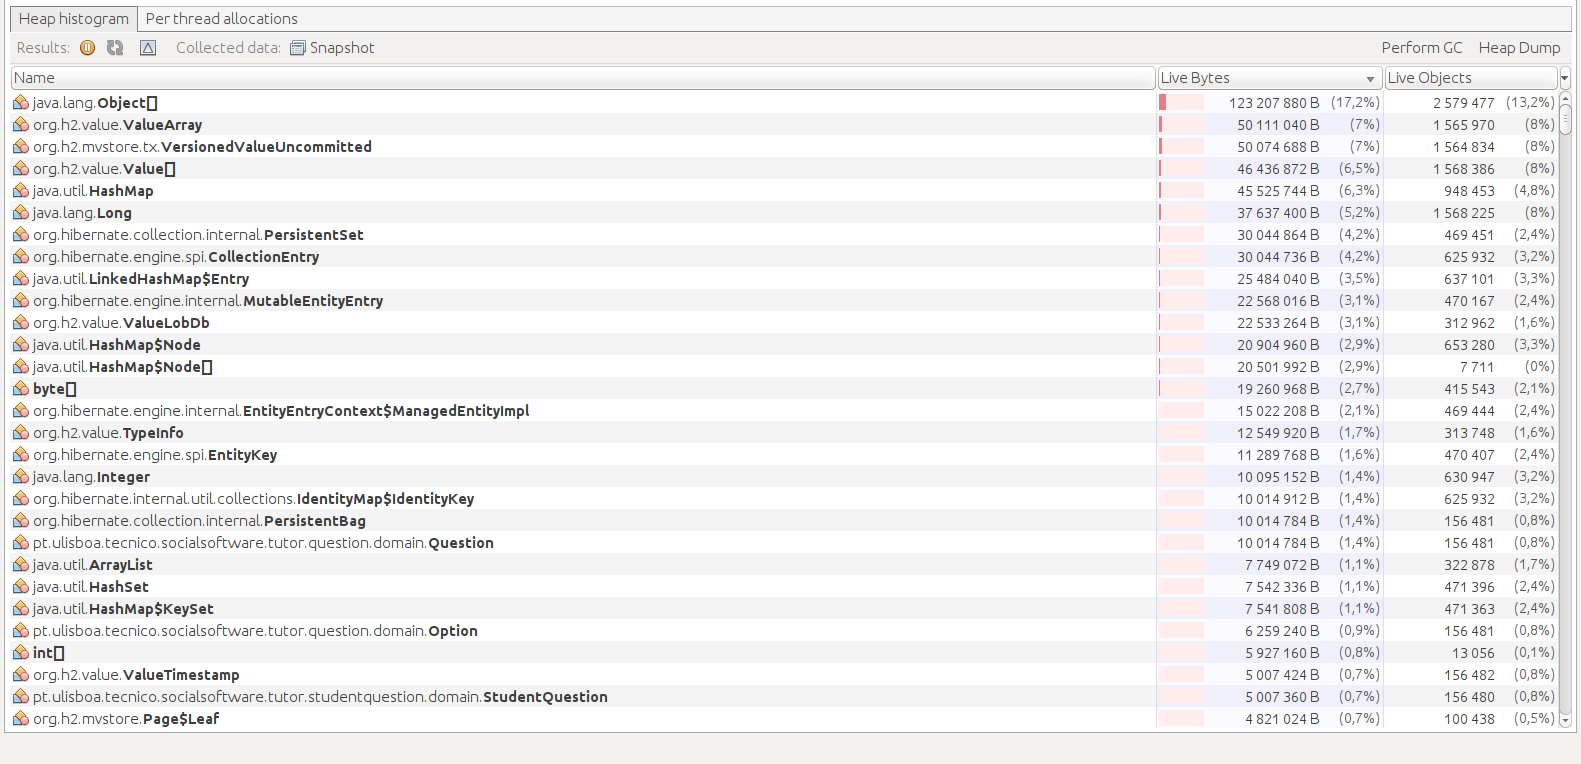 Heap histogram Per thread allocations
Results: Collected data: Snapshot Perform GC Heap Dump
Name Live Bytes Live Objects
java.lang.Object[] 123 207 880 B (17,2%) 2 579 477 (13,2%)
org.h2.value.ValueArray 50 111 040 B (7%) 1 565 970 (8%)
org.h2.mvstore.tx.VersionedValueUncommitted 50 074 688 B (7%) 1 564 834 (8%)
org.h2.value.Value[] 46 436 872 B (6,5%) 1 568 386 (8%)
java.util.HashMap 45 525 744 B (6,3%) 948 453 (4,8%)
java.lang.Long 37 637 400 B (5,2%) 1 568 225 (8%)
org.hibernate.collection.internal.PersistentSet 30 044 864 B (4,2%) 469 451 (2,4%)
org.hibernate.engine.spi.CollectionEntry 30 044 736 B (4,2%) 625 932 (3,2%)
java.util.LinkedHashMap$Entry 25 484 040 B (3,5%) 637 101 (3,3%)
org.hibernate.engine.internal.MutableEntityEntry 22 568 016 B (3,1%) 470 167 (2,4%)
org.h2.value.ValueLobDb 22 533 264 B (3,1%) 312 962 (1,6%)
java.util.HashMap$Node 20 904 960 B (2,9%) 653 280 (3,3%)
java.util.HashMap$Node[] 20 501 992 B (2,9%) 7 711 (0%)
byte[] 19 260 968 B (2,7%) 415 543 (2,1%)
org.hibernate.engine.internal.EntityEntryContext$ManagedEntityImpl 15 022 208 B (2,1%) 469 444 (2,4%)
org.h2.value.TypeInfo 12 549 920 B (1,7%) 313 748 (1,6%)
org.hibernate.engine.spi.EntityKey 11 289 768 B (1,6%) 470 407 (2,4%)
java.lang.Integer 10 095 152 B (1,4%) 630 947 (3,2%)
org.hibernate.internal.util.collections.IdentityMap$IdentityKey 10 014 912 B (1,4%) 625 932 (3,2%)
org.hibernate.collection.internal.PersistentBag 10 014 784 B (1,4%) 156 481 (0,8%)
pt.ulisboa.tecnico.socialsoftware.tutor.question.domain.Question 10 014 784 B (1,4%) 156 481 (0,8%)
java.util.ArrayList 7 749 072 B (1,1%) 322 878 (1,7%)
java.util.HashSet 7 542 336 B (1,1%) 471 396 (2,4%)
java.util.HashMap$KeySet 7 541 808 B (1,1%) 471 363 (2,4%)
pt.ulisboa.tecnico.socialsoftware.tutor.question.domain.Option 6 259 240 B (0,9%) 156 481 (0,8%)
int[] 5 927 160 B (0,8%) 13 056 (0,1%)
org.h2.value.ValueTimestamp 5 007 424 B (0,7%) 156 482 (0,8%)
pt.ulisboa.tecnico.socialsoftware.tutor.studentquestion.domain.StudentQuestion 5 007 360 B (0,7%) 156 480 (0,8%)
org.h2.mvstore.Page$Leaf 4 821 024 B (0,7%) 100 438 (0,5%)